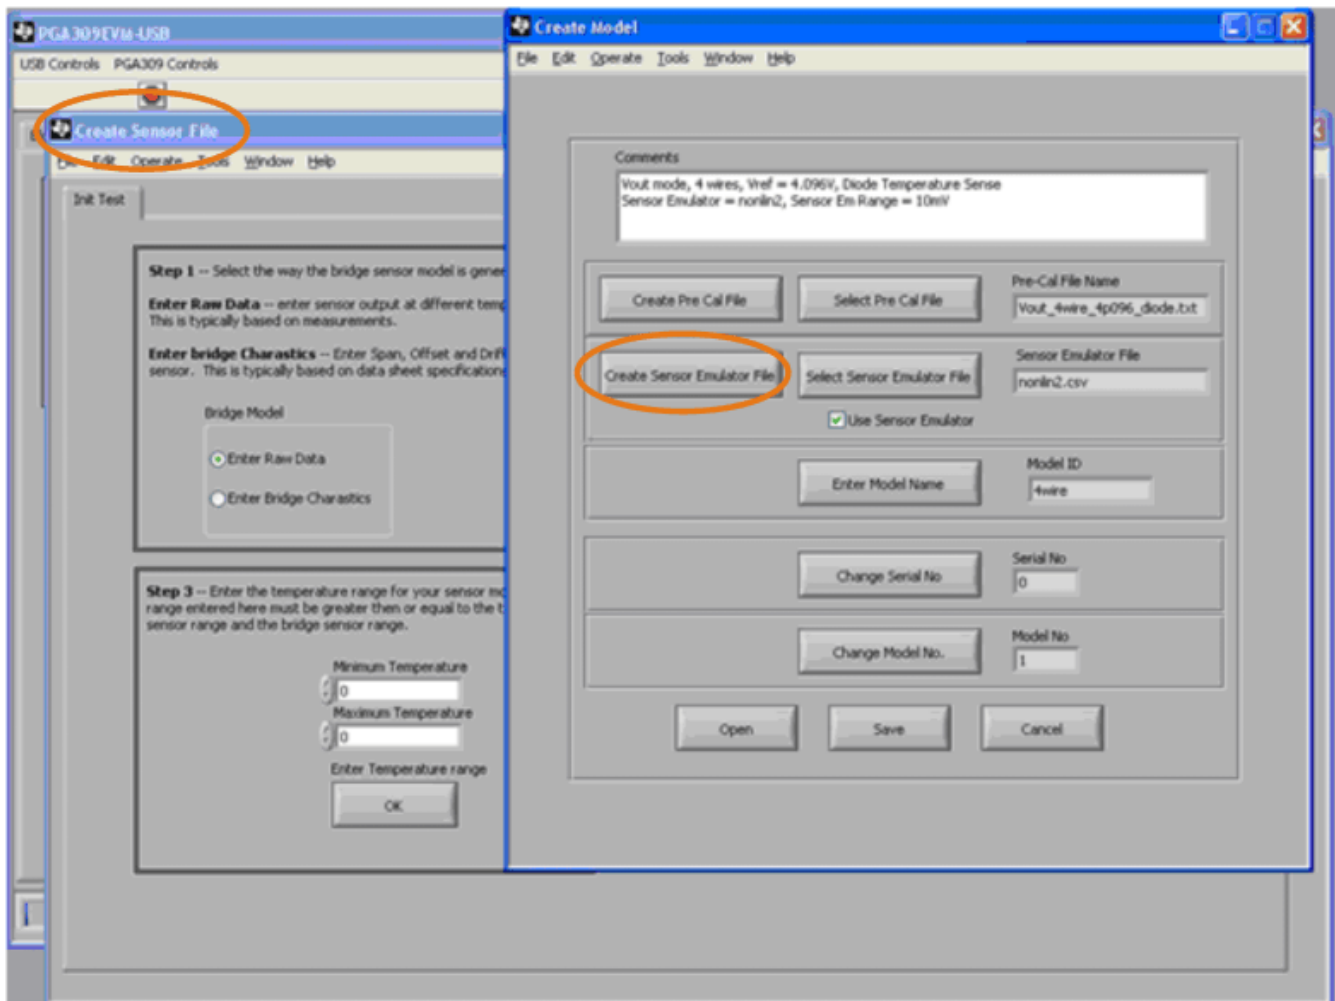 PGA309EVM-USB
USB Controls PGA309 Controls
Create Sensor File
File Edit Operate Tools Window Help
Init Test
Step 1 -- Select the way the bridge sensor model is gener
Enter Raw Data -- enter sensor output at different temp
This is typically based on measurements.
Enter bridge Charastics -- Enter Span, Offset and Drif
sensor. This is typically based on data sheet specifications
Bridge Model
Enter Raw Data
Enter Bridge Charastics
Step 3 -- Enter the temperature range for your sensor mo
range entered here must be greater then or equal to the t
sensor range and the bridge sensor range.
Minimum Temperature
0
Maximum Temperature
0
Enter Temperature range
OK
Create Model
File Edit Operate Tools Window Help
Comments
Vout mode, 4 wires, Vref = 4.096V, Diode Temperature Sense
Sensor Emulator = nonlin2, Sensor Em Range = 10mV
Create Pre Cal File
Select Pre Cal File
Pre-Cal File Name
Vout_4wire_4p096_diode.txt
Create Sensor Emulator File
Select Sensor Emulator File
Sensor Emulator File
nonlin2.csv
Use Sensor Emulator
Enter Model Name
Model ID
4wire
Change Serial No
Serial No
0
Change Model No.
Model No
1
Open
Save
Cancel